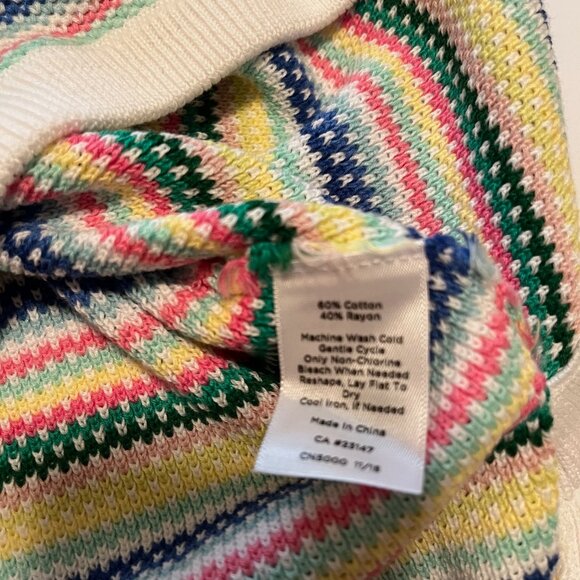 60% Cotton
40% Rayon
Machine Wash Cold
Gentle Cycle
Only Non-Chlorine
Bleach When Needed
Reshape, Lay Flat To
Dry
Cool Iron, if Needed
Made in China
CA #23147
CN5000 11/18